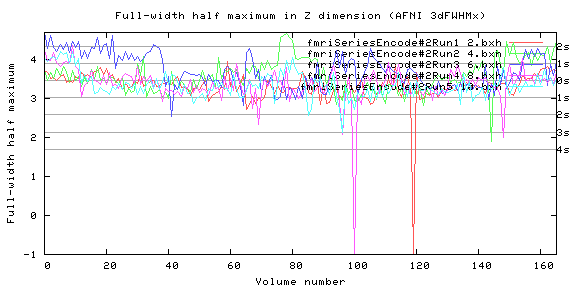 Full-width half maximum in Z dimension (AFNI 3dFWHMx)
fmriSeriesEncode#2Run1 2.bxh
fmriSeriesEncode#2Run2 4.bxh
fmriSeriesEncode#2Run3 6.bxh
fmriSeriesEncode#2Run4 8.bxh
fmriSeriesEncode#2Run5 10.bxh
4
3
2
1
0
-1
2s
1s
0s
-1s
-2s
-3s
-4s
Full-width half maximum
0 20 40 60 80 100 120 140 160
Volume number